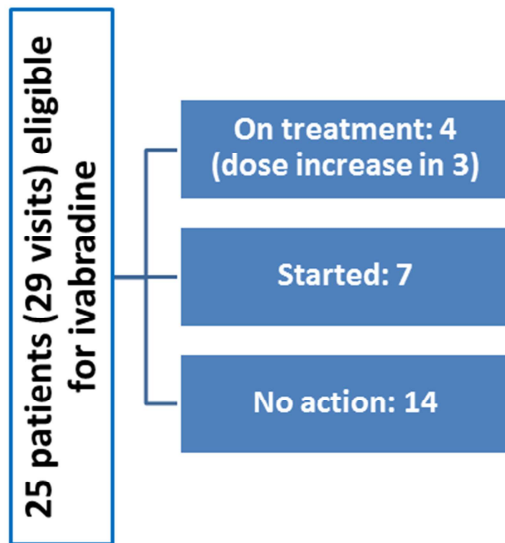 25 patients (29 visits) eligible
for ivabradine
On treatment: 4
(dose increase in 3)
Started: 7
No action: 14